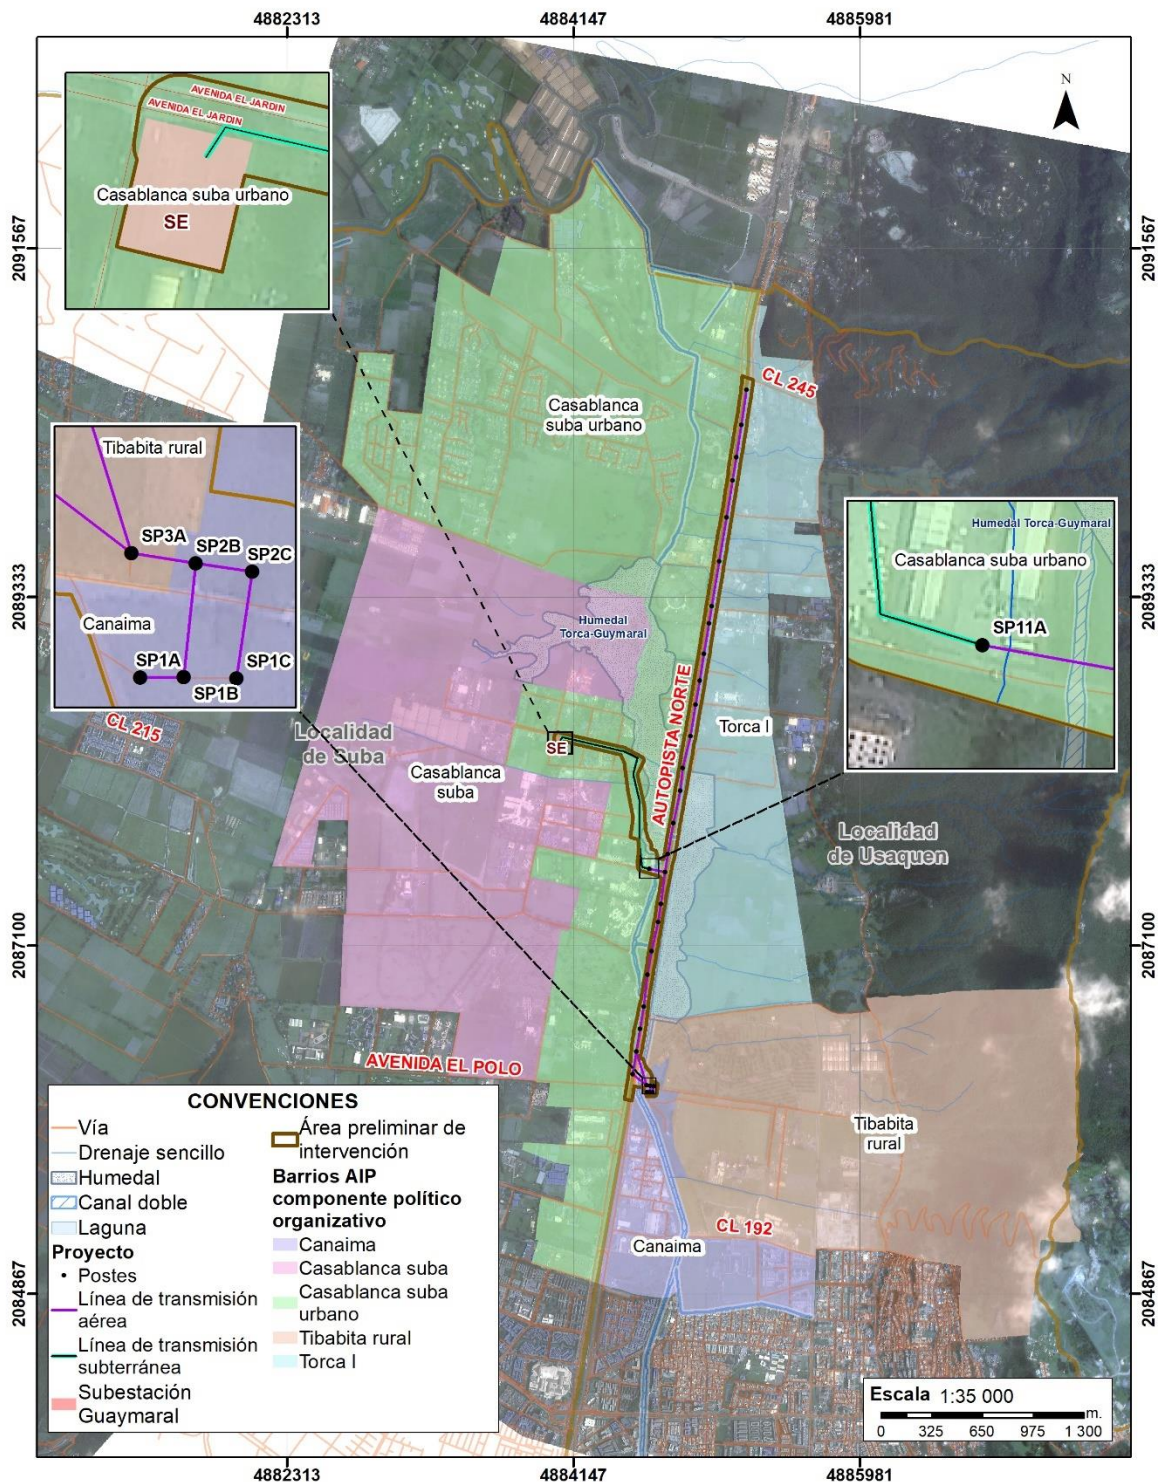 4882313
4884147
4885981
N
AVENIDA EL JARDIN
AVENIDA EL JARDIN
Casablanca suba urbano
SE
2091567
2091567
CL 245
Casablanca
suba urbano
Tibabita rural
SP3A
SP2B
SP2C
Canaima
SP1A
SP1C
SP1B
Humedal Torca-Guymaral
Casablanca suba urbano
SP11A
2089333
2089333
Humedal
Torca-Guymaral
AUTOPISTA NORTE
Torca I
CL 215
Localidad
de Suba
SE
Casablanca
suba
Localidad
de Usaquen
2087100
2087100
AVENIDA EL POLO
Tibabita
rural
CL 192
Canaima
2084867
2084867
CONVENCIONES
Vía
Drenaje sencillo
Humedal
Canal doble
Laguna
Proyecto
Postes
Línea de transmisión
aérea
Línea de transmisión
subterránea
Subestación
Guaymaral
Área preliminar de
intervención
Barrios AIP
componente político
organizativo
Canaima
Casablanca suba
Casablanca suba
urbano
Tibabita rural
Torca I
Escala 1:35 000
m.
0 325 650 975 1 300
4882313
4884147
4885981